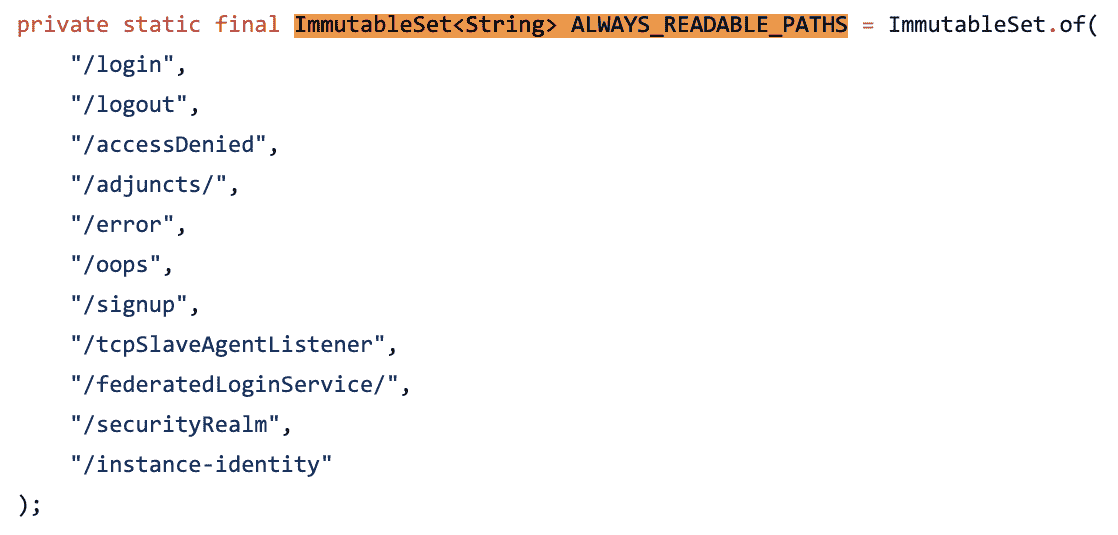 private static final ImmutableSet<String> ALWAYS_READABLE_PATHS = ImmutableSet.of(
    "/login",
    "/logout",
    "/accessDenied",
    "/adjuncts/",
    "/error",
    "/oops",
    "/signup",
    "/tcpSlaveAgentListener",
    "/federatedLoginService/",
    "/securityRealm",
    "/instance-identity"
);